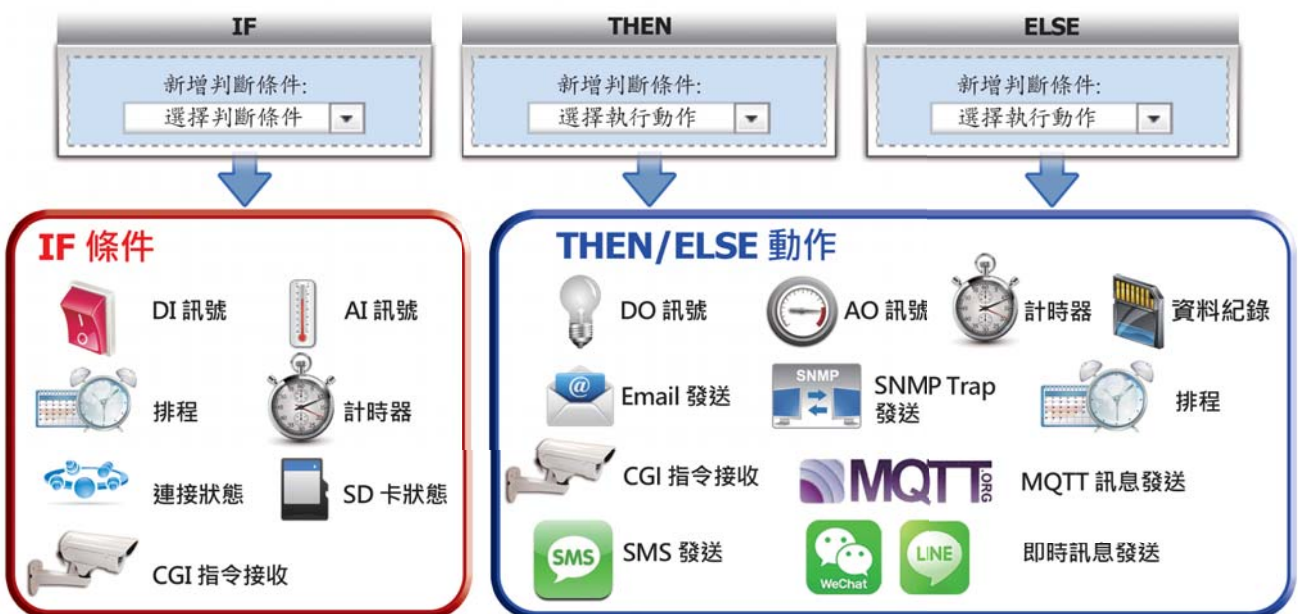 IF
新增判斷條件:
選擇判斷條件
THEN
新增判斷條件:
選擇執行動作
ELSE
新增判斷條件:
選擇執行動作
IF 條件
DI 訊號
AI 訊號
排程
計時器
連接狀態
SD 卡狀態
CGI 指令接收
THEN/ELSE 動作
DO 訊號
AO 訊號
計時器
資料紀錄
@
Email 發送
SNMP
SNMP Trap
發送
排程
CGI 指令接收
MQTT.ORG
MQTT 訊息發送
SMS
SMS 發送
WeChat
LINE
即時訊息發送